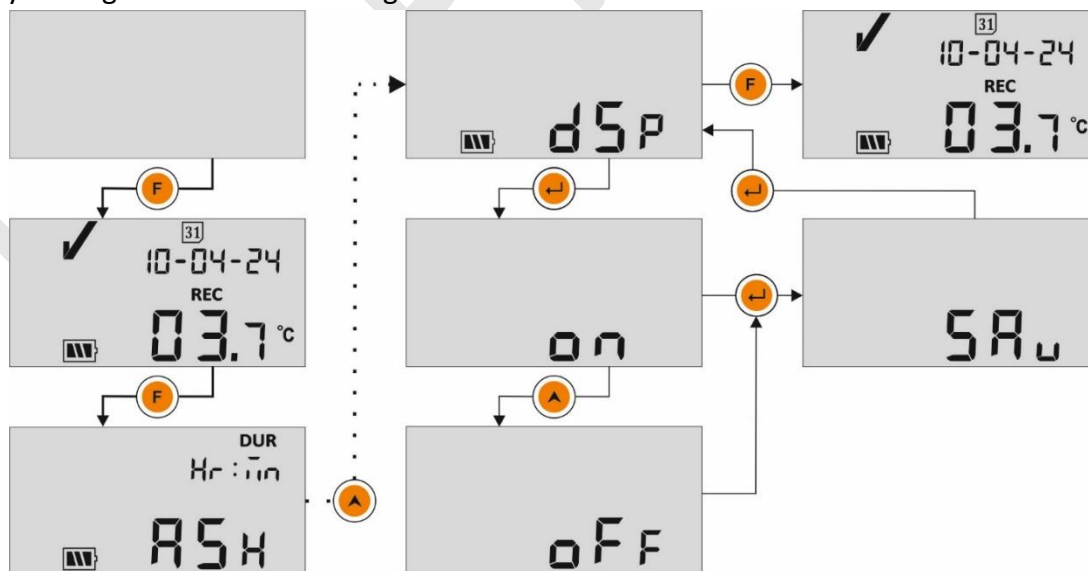 F
31
10-04-24
REC
03.7 °C
F
DUR
Hr:mn
ASH
dSP
on
oFF
F
31
10-04-24
REC
03.7 °C
SAv